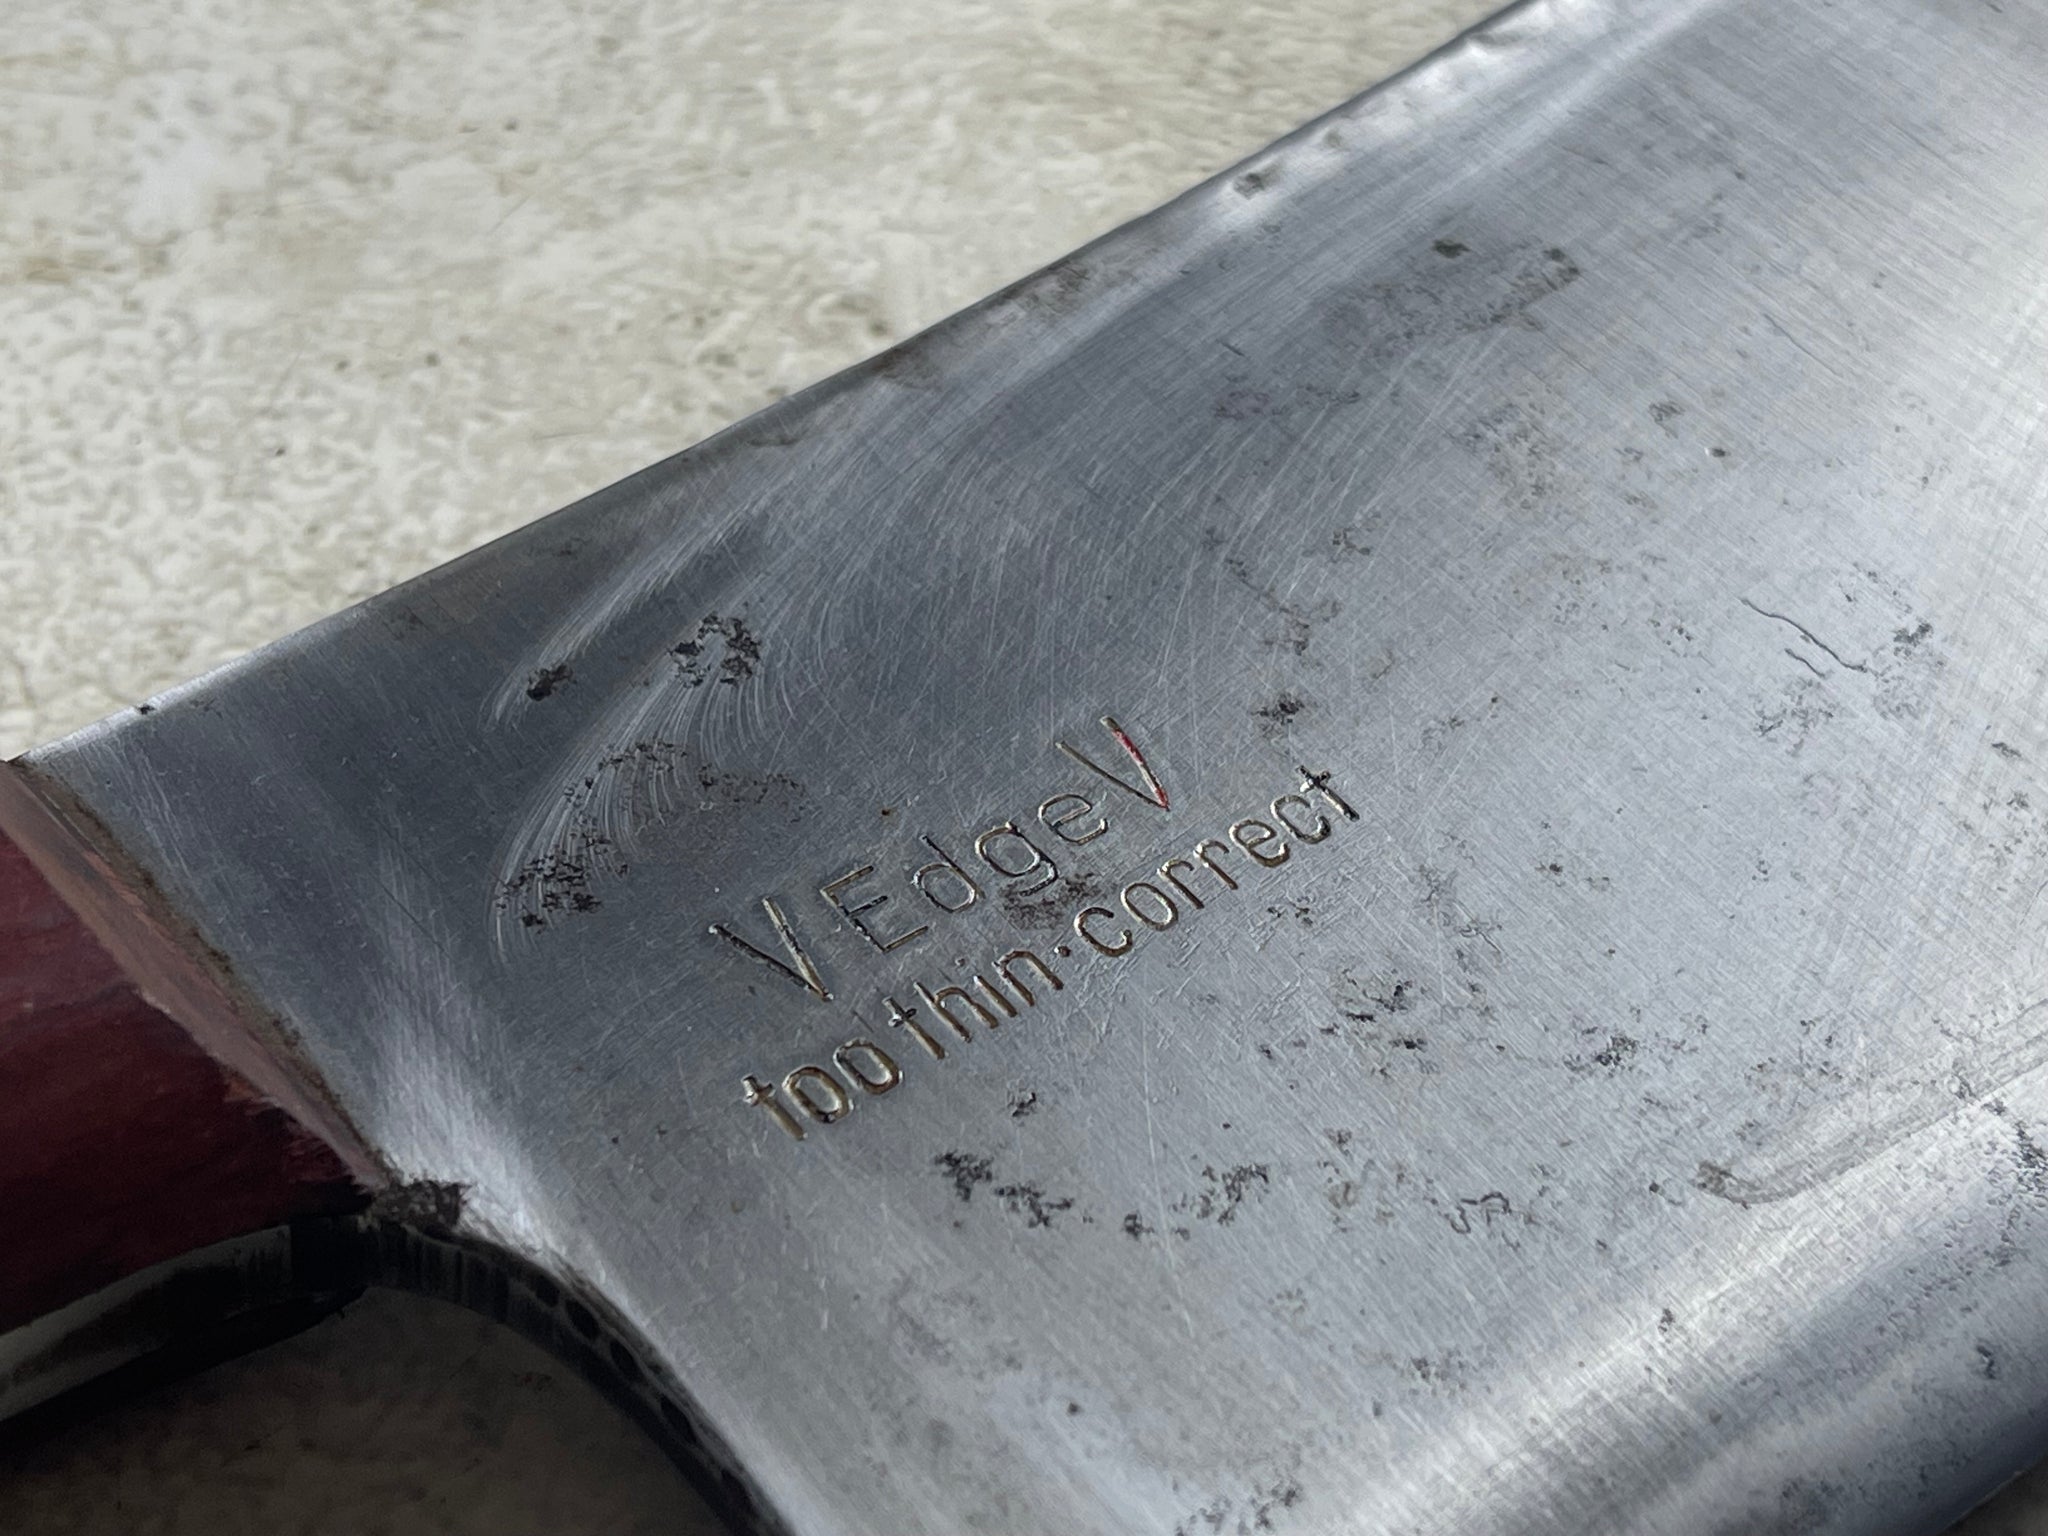 V Edge V
too thin · correct